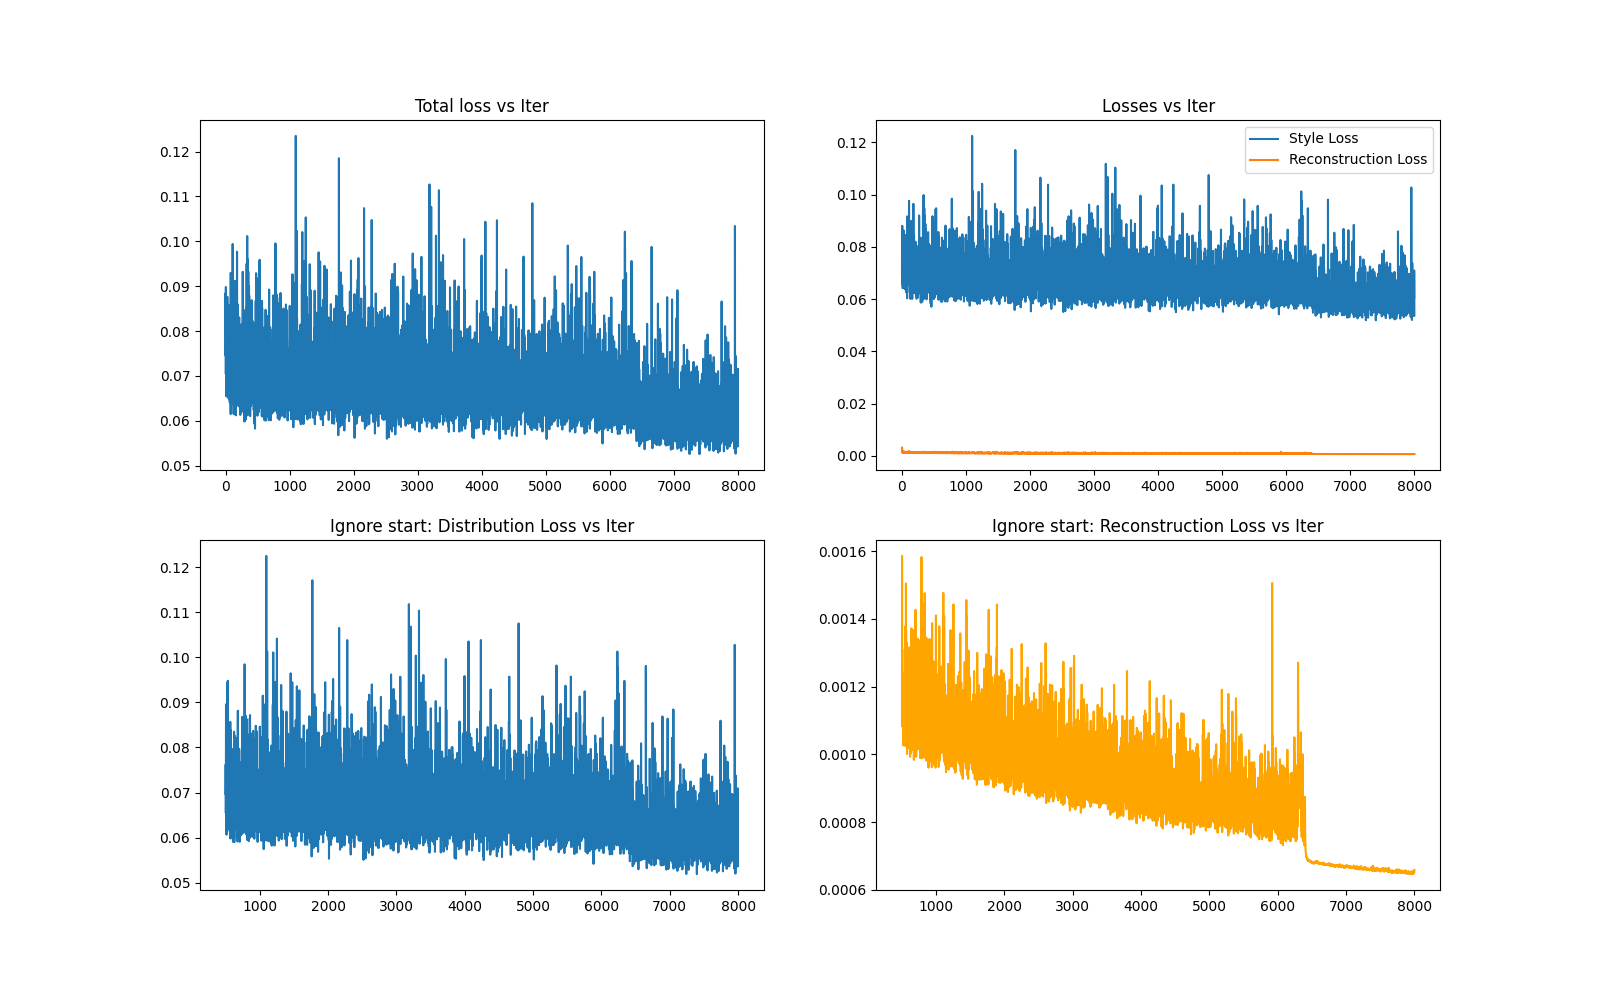 Total loss vs Iter
0.12
0.11
0.10
0.09
0.08
0.07
0.06
0.05
0 1000 2000 3000 4000 5000 6000 7000 8000
Losses vs Iter
Style Loss
Reconstruction Loss
0.12
0.10
0.08
0.06
0.04
0.02
0.00
0 1000 2000 3000 4000 5000 6000 7000 8000
Ignore start: Distribution Loss vs Iter
0.12
0.11
0.10
0.09
0.08
0.07
0.06
0.05
1000 2000 3000 4000 5000 6000 7000 8000
Ignore start: Reconstruction Loss vs Iter
0.0016
0.0014
0.0012
0.0010
0.0008
0.0006
1000 2000 3000 4000 5000 6000 7000 8000